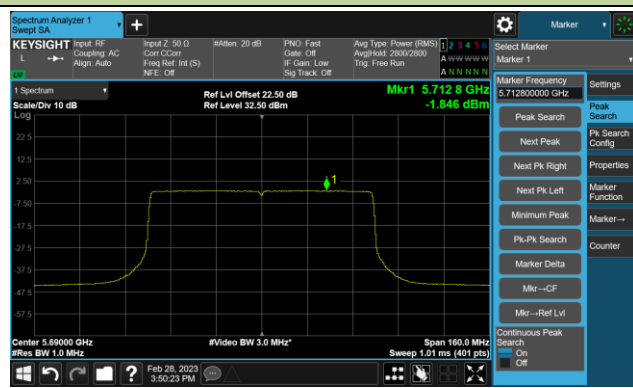 Spectrum Analyzer 1
Swept SA
Marker
KEYSIGHT
L
Input: RF
Coupling: AC
Align: Auto
Input Z: 50 Ω
Corr CCorr
Freq Ref: Int (S)
NFE: Off
#Atten: 20 dB
PNO: Fast
Gate: Off
IF Gain: Low
Sig Track: Off
Avg Type: Power (RMS)
Avg|Hold: 2800/2800
Trig: Free Run
1 2 3 4 5 6
A W W W W W
A N N N N N
Select Marker
Marker 1
1 Spectrum
Scale/Div 10 dB
Log
Ref Lvl Offset 22.50 dB
Ref Level 32.50 dBm
Mkr1 5.712 8 GHz
-1.846 dBm
22.5
12.5
2.50
-7.50
-17.5
-27.5
-37.5
-47.5
-57.5
1
Center 5.69000 GHz
#Res BW 1.0 MHz
#Video BW 3.0 MHz*
Span 160.0 MHz
Sweep 1.01 ms (401 pts)
Marker Frequency
5.712800000 GHz
Peak Search
Next Peak
Next Pk Right
Next Pk Left
Minimum Peak
Pk-Pk Search
Marker Delta
Mkr→CF
Mkr→Ref Lvl
Continuous Peak
Search
On
Off
Settings
Peak
Search
Pk Search
Config
Properties
Marker
Function
Marker→
Counter
?
Feb 28, 2023
3:50:23 PM